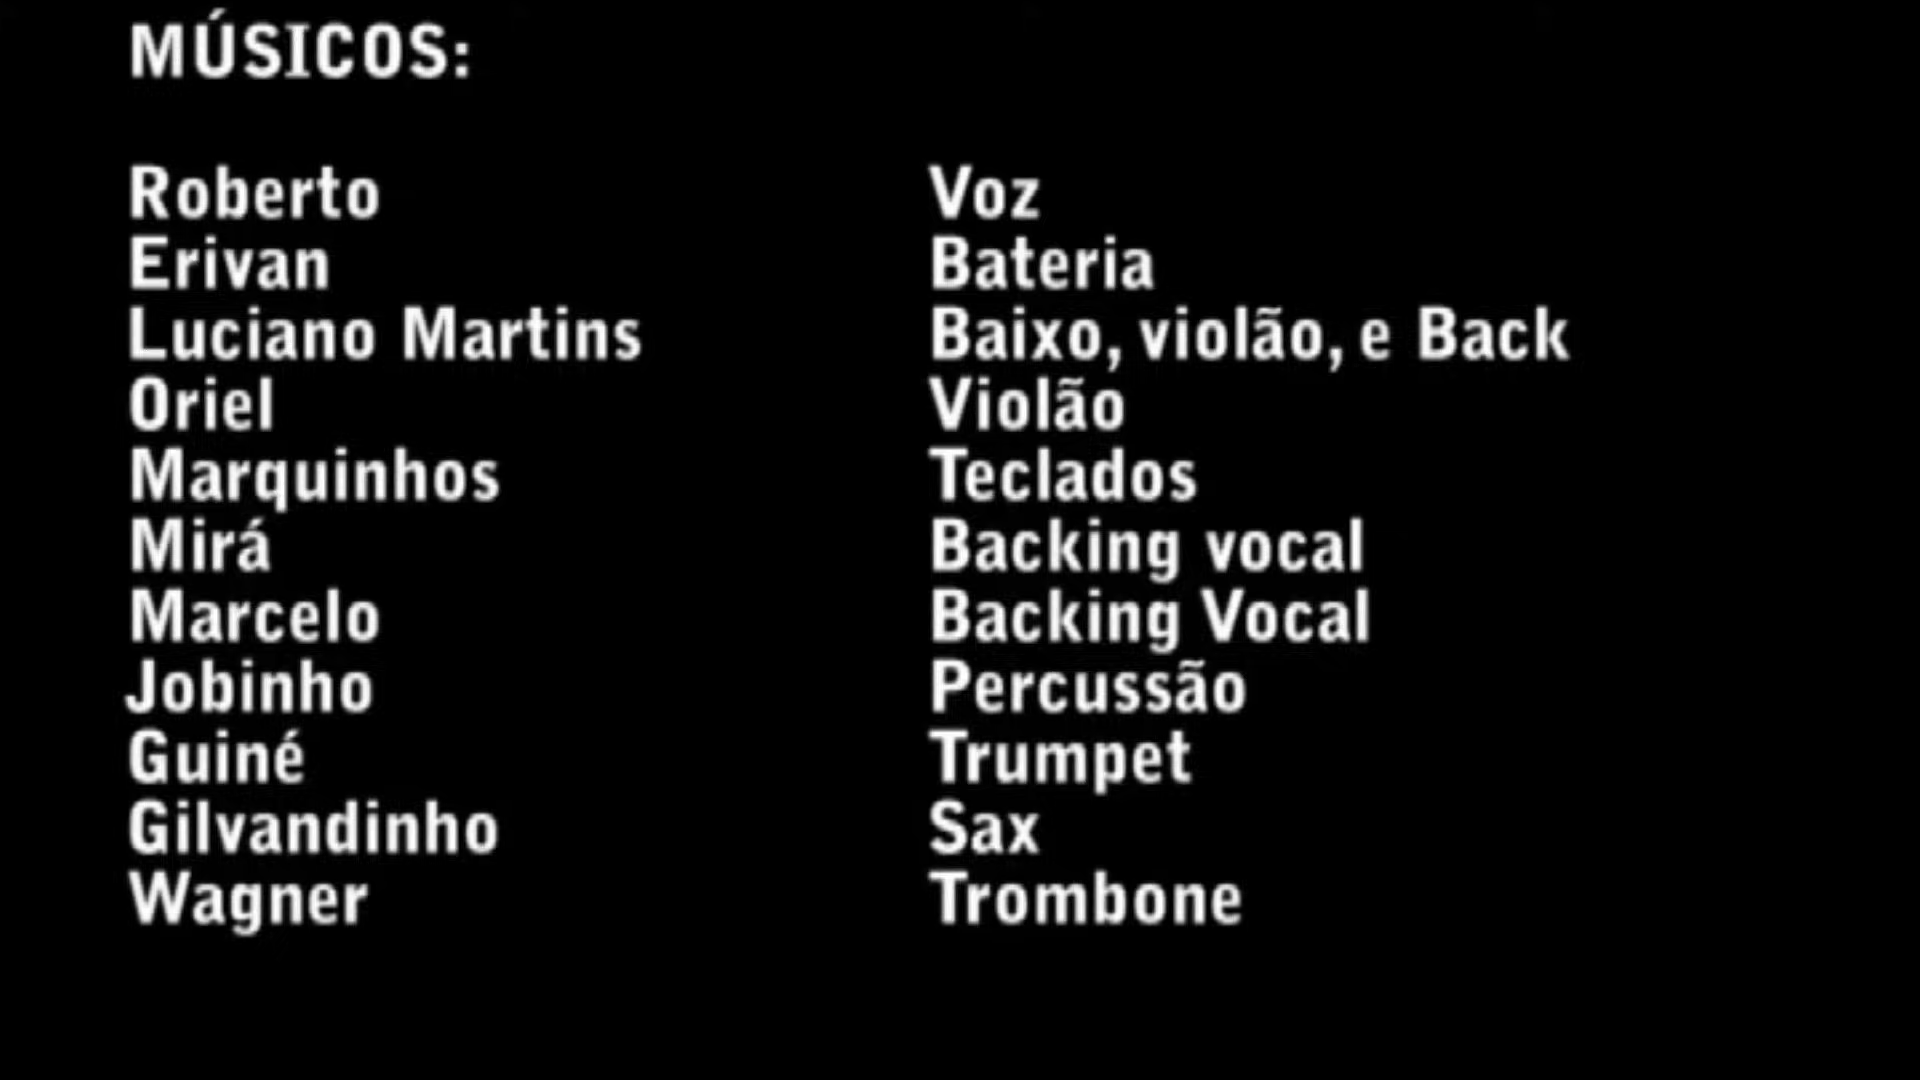 MÚSICOS:
Roberto Voz
Erivan Bateria
Luciano Martins Baixo, violão, e Back
Oriel Violão
Marquinhos Teclados
Mirá Backing vocal
Marcelo Backing Vocal
Jobinho Percussão
Guiné Trumpet
Gilvandinho Sax
Wagner Trombone